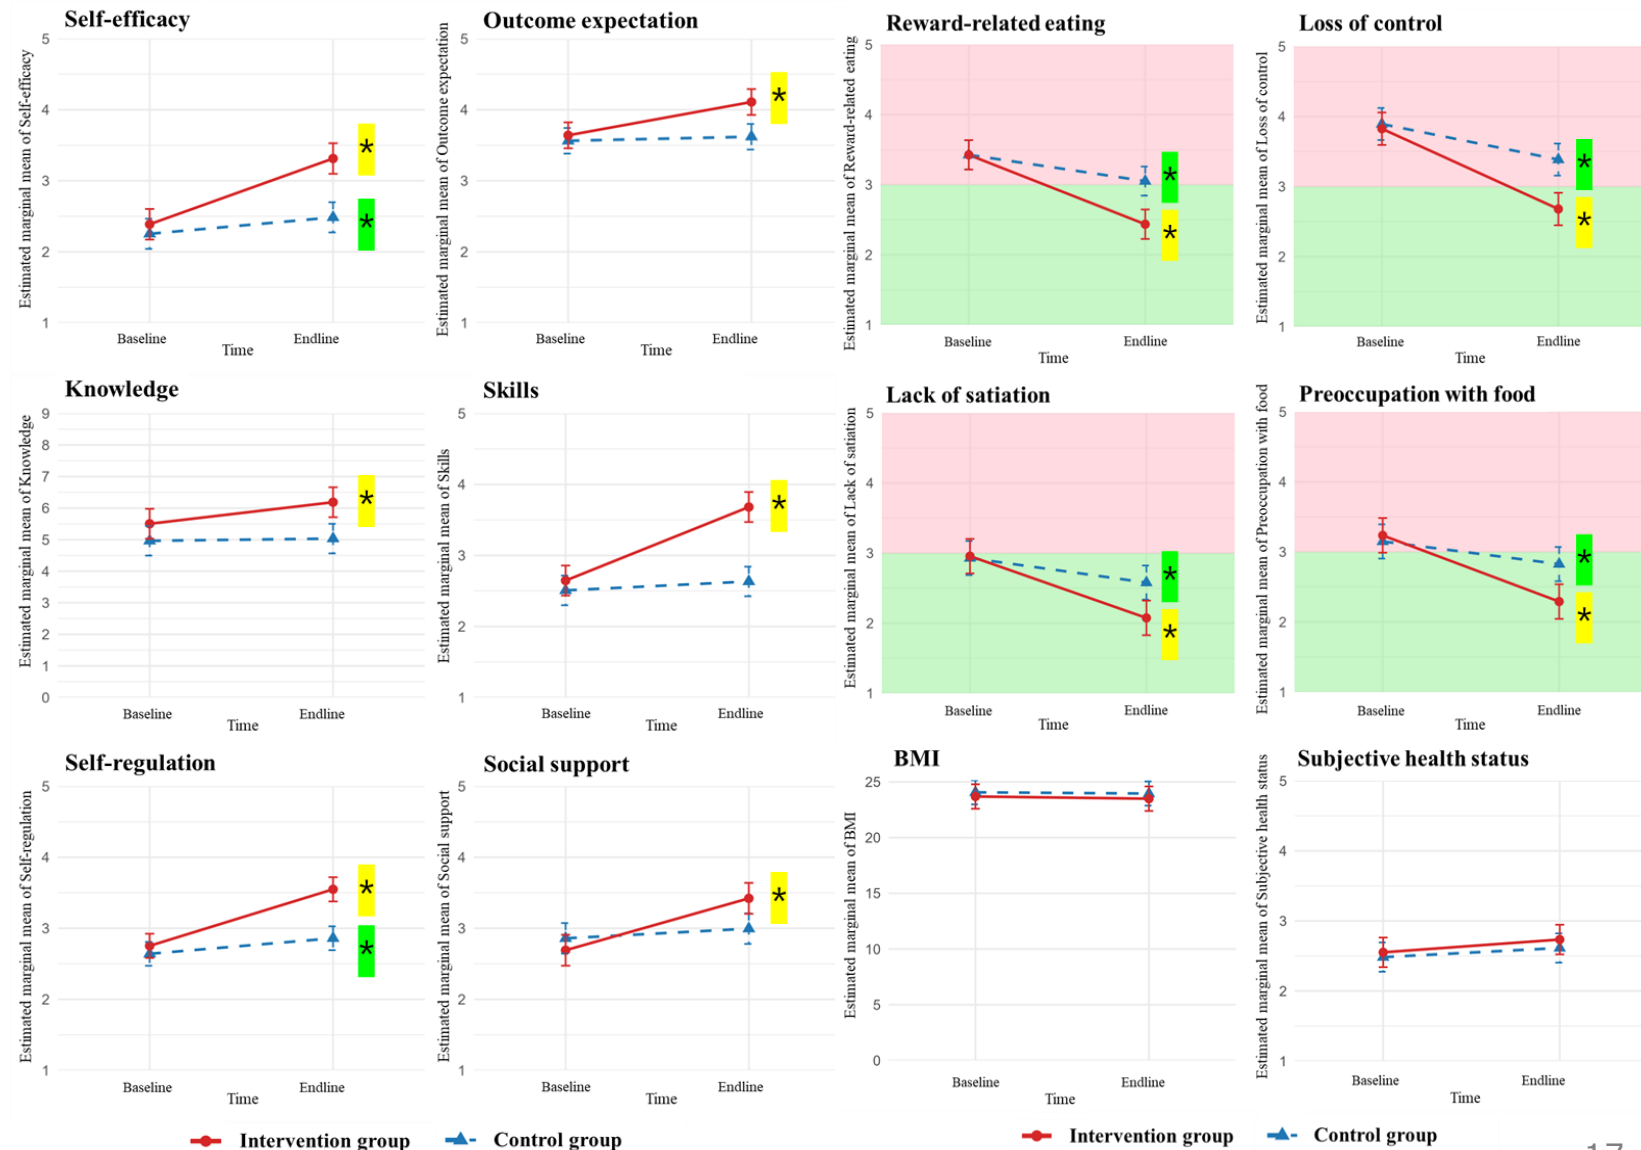 Self-efficacy
Estimated marginal mean of Self-efficacy
5
4
3
2
1
*
*
Baseline
Endline
Time
Outcome expectation
Estimated marginal mean of Outcome expectation
5
4
3
2
1
*
Baseline
Endline
Time
Reward-related eating
Estimated marginal mean of Reward-related eating
5
4
3
2
1
*
*
Baseline
Endline
Time
Loss of control
Estimated marginal mean of Loss of control
5
4
3
2
1
*
*
Baseline
Endline
Time
Knowledge
Estimated marginal mean of Knowledge
9
8
7
6
5
4
3
2
1
0
*
Baseline
Endline
Time
Skills
Estimated marginal mean of Skills
5
4
3
2
1
*
Baseline
Endline
Time
Lack of satiation
Estimated marginal mean of Lack of satiation
5
4
3
2
1
*
*
Baseline
Endline
Time
Preoccupation with food
Estimated marginal mean of Preoccupation with food
5
4
3
2
1
*
*
Baseline
Endline
Time
Self-regulation
Estimated marginal mean of Self-regulation
5
4
3
2
1
*
*
Baseline
Endline
Time
Social support
Estimated marginal mean of Social support
5
4
3
2
1
*
Baseline
Endline
Time
BMI
Estimated marginal mean of BMI
25
20
15
10
5
0
Baseline
Endline
Time
Subjective health status
Estimated marginal mean of Subjective health status
5
4
3
2
1
Baseline
Endline
Time
Intervention group
Control group
Intervention group
Control group